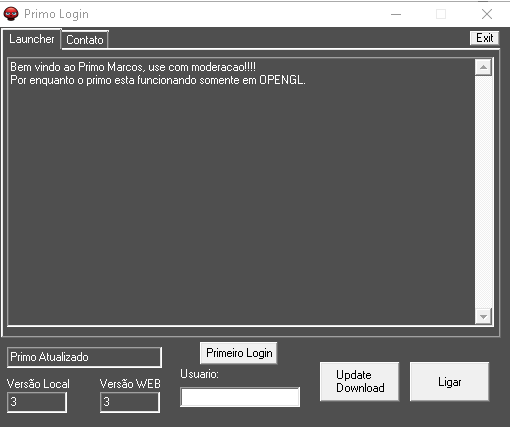 Primo Login
Launcher
Contato
Exit
Bem vindo ao Primo Marcos, use com moderacao!!!!
Por enquanto o primo esta funcionando somente em OPENGL.
Primo Atualizado
Primeiro Login
Versão Local
Versão WEB
Usuario:
3
3
Update
Download
Ligar